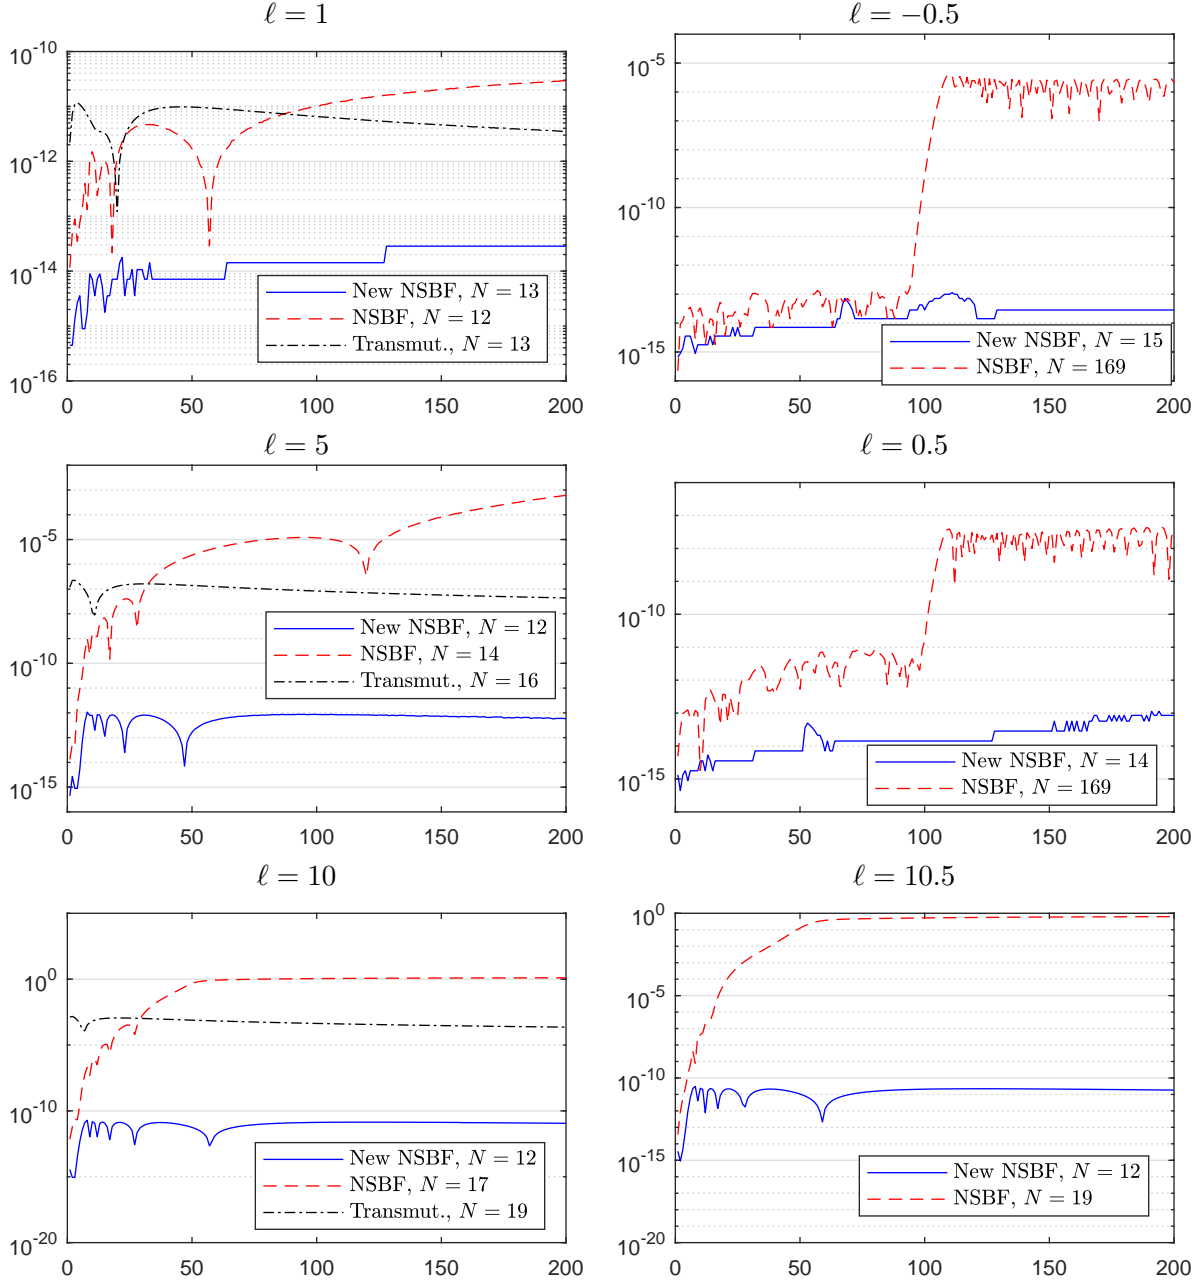 ℓ = 1
10^-10
10^-12
10^-14
10^-16
New NSBF, N = 13
NSBF, N = 12
Transmut., N = 13
0 50 100 150 200
ℓ = −0.5
10^-5
10^-10
10^-15
New NSBF, N = 15
NSBF, N = 169
0 50 100 150 200
ℓ = 5
10^-5
10^-10
10^-15
New NSBF, N = 12
NSBF, N = 14
Transmut., N = 16
0 50 100 150 200
ℓ = 0.5
10^-10
10^-15
New NSBF, N = 14
NSBF, N = 169
0 50 100 150 200
ℓ = 10
10^0
10^-5
10^-10
10^-15
10^-20
New NSBF, N = 12
NSBF, N = 17
Transmut., N = 19
0 50 100 150 200
ℓ = 10.5
10^0
10^-5
10^-10
10^-15
10^-20
New NSBF, N = 12
NSBF, N = 19
0 50 100 150 200